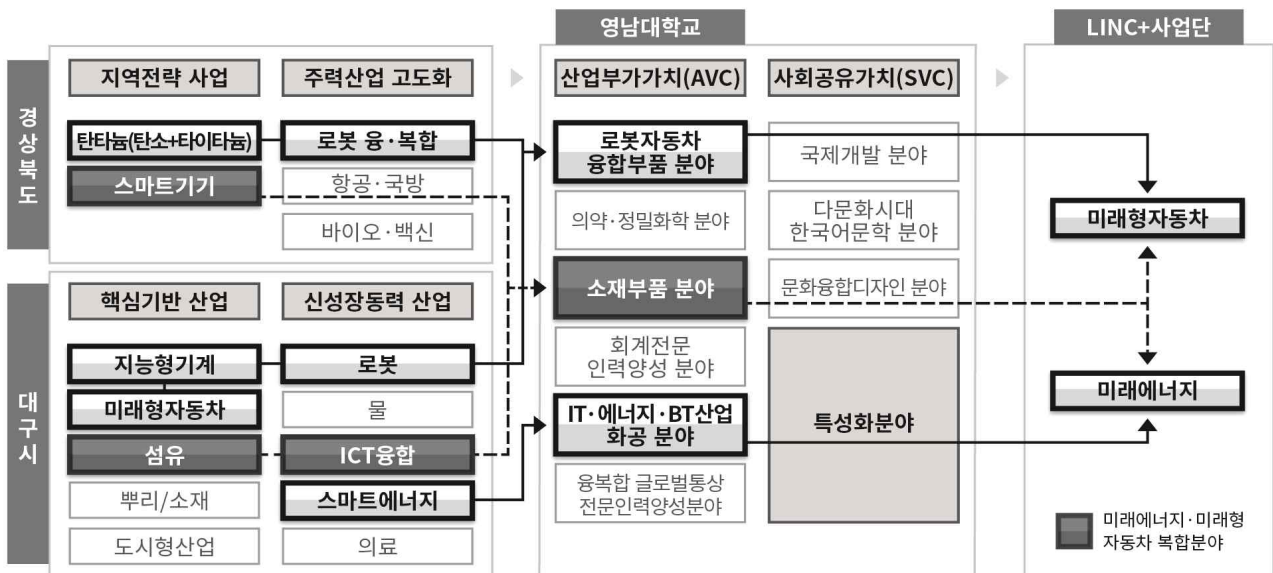 영남대학교
LINC+사업단
경상북도
지역전략 사업
주력산업 고도화
탄타늄(탄소+타이타늄)
로봇 융·복합
스마트기기
항공·국방
바이오·백신
대구시
핵심기반 산업
신성장동력 산업
지능형기계
로봇
미래형자동차
물
섬유
ICT융합
뿌리/소재
스마트에너지
도시형산업
의료
산업부가가치(AVC)
사회공유가치(SVC)
로봇자동차
융합부품 분야
국제개발 분야
의약·정밀화학 분야
다문화시대
한국어문학 분야
소재부품 분야
문화융합디자인 분야
회계전문
인력양성 분야
IT·에너지·BT산업
화공 분야
특성화분야
융복합 글로벌통상
전문인력양성분야
미래형자동차
미래에너지
미래에너지·미래형
자동차 복합분야